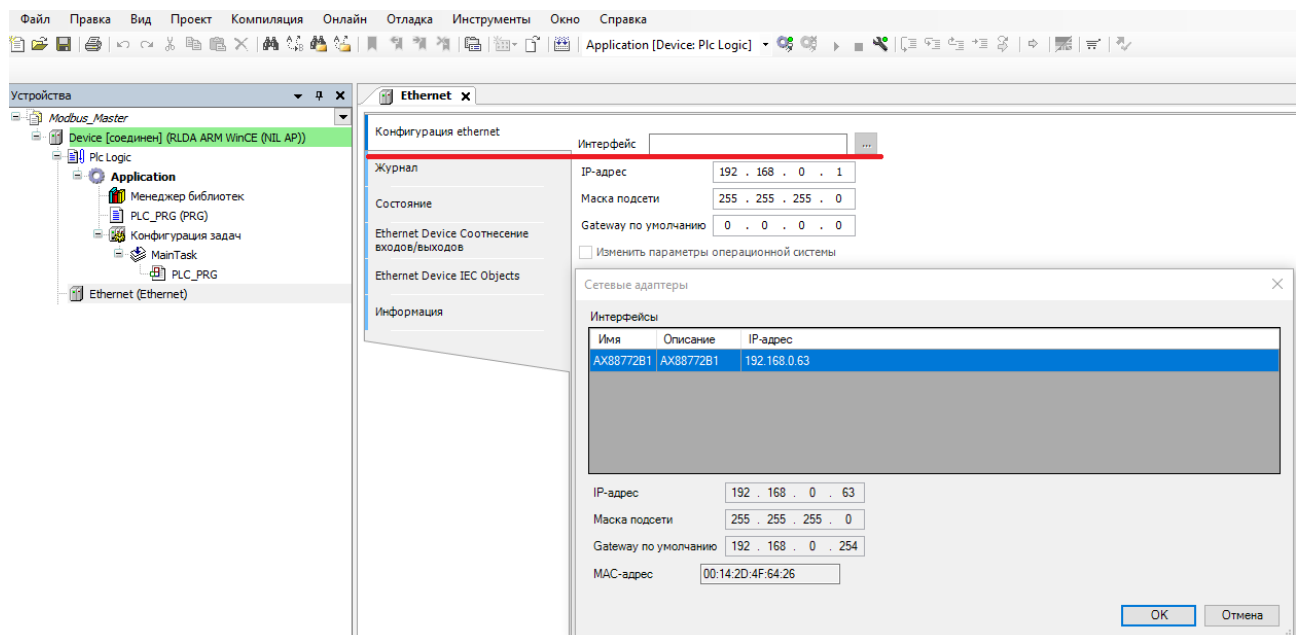 Файл Правка Вид Проект Компиляция Онлайн Отладка Инструменты Окно Справка
Application [Device: Plc Logic]
Устройства
Ethernet
Modbus_Master
Device [соединен] (RLDA ARM WinCE (NIL AP))
Plc Logic
Application
Менеджер библиотек
PLC_PRG (PRG)
Конфигурация задач
MainTask
PLC_PRG
Ethernet (Ethernet)
Конфигурация ethernet
Журнал
Состояние
Ethernet Device Соотнесение
входов/выходов
Ethernet Device IEC Objects
Информация
Интерфейс ...
IP-адрес 192 . 168 . 0 . 1
Маска подсети 255 . 255 . 255 . 0
Gateway по умолчанию 0 . 0 . 0 . 0
Изменить параметры операционной системы
Сетевые адаптеры
Интерфейсы
Имя Описание IP-адрес
AX88772B1 AX88772B1 192.168.0.63
IP-адрес 192 . 168 . 0 . 63
Маска подсети 255 . 255 . 255 . 0
Gateway по умолчанию 192 . 168 . 0 . 254
MAC-адрес 00:14:2D:4F:64:26
OK Отмена